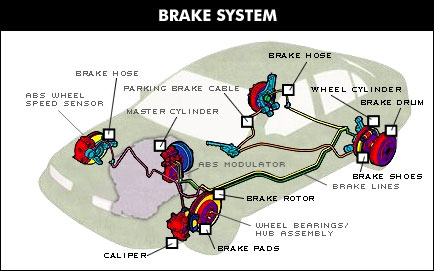 BRAKE SYSTEM
BRAKE HOSE
BRAKE HOSE
PARKING BRAKE CABLE
WHEEL CYLINDER
ABS WHEEL
SPEED SENSOR
BRAKE DRUM
MASTER CYLINDER
ABS MODULATOR
BRAKE SHOES
BRAKE LINES
BRAKE ROTOR
WHEEL BEARINGS/
HUB ASSEMBLY
BRAKE PADS
CALIPER